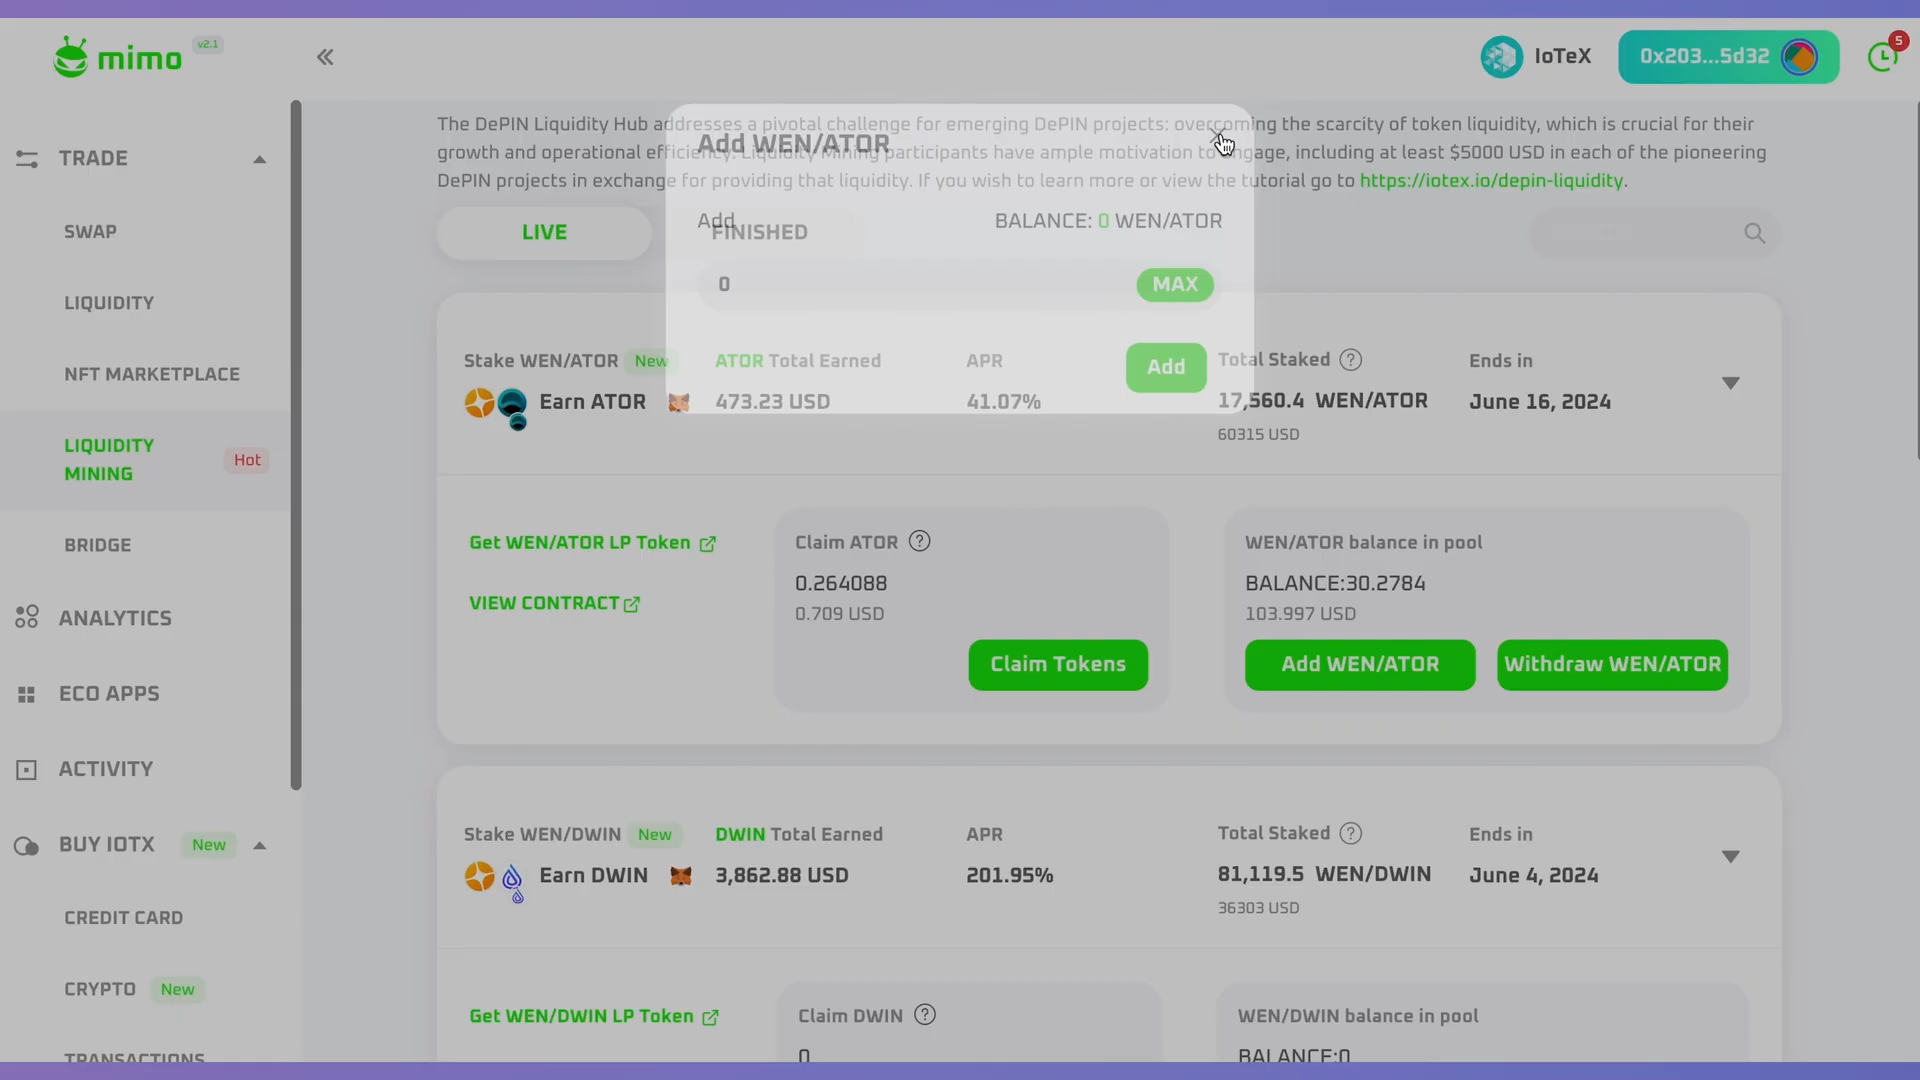 mimo v2.1
IoTeX
0x203...5d32
5
TRADE
SWAP
LIQUIDITY
NFT MARKETPLACE
LIQUIDITY
MINING
Hot
BRIDGE
ANALYTICS
ECO APPS
ACTIVITY
BUY IOTX New
CREDIT CARD
CRYPTO New
TRANSACTIONS
The DePIN Liquidity Hub addresses a pivotal challenge for emerging DePIN projects: overcoming the scarcity of token liquidity, which is crucial for their
growth and operational efficiency. Liquidity Mining participants have ample motivation to engage, including at least $5000 USD in each of the pioneering
DePIN projects in exchange for providing that liquidity. If you wish to learn more or view the tutorial go to https://iotex.io/depin-liquidity.
LIVE
FINISHED
Add WEN/ATOR
Add
BALANCE: 0 WEN/ATOR
0
MAX
Add
Stake WEN/ATOR New
Earn ATOR
ATOR Total Earned
473.23 USD
APR
41.07%
Total Staked ?
17,560.4 WEN/ATOR
60315 USD
Ends in
June 16, 2024
Get WEN/ATOR LP Token
VIEW CONTRACT
Claim ATOR ?
0.264088
0.709 USD
Claim Tokens
WEN/ATOR balance in pool
BALANCE:30.2784
103.997 USD
Add WEN/ATOR
Withdraw WEN/ATOR
Stake WEN/DWIN New
Earn DWIN
DWIN Total Earned
3,862.88 USD
APR
201.95%
Total Staked ?
81,119.5 WEN/DWIN
36303 USD
Ends in
June 4, 2024
Get WEN/DWIN LP Token
Claim DWIN ?
0
WEN/DWIN balance in pool
BALANCE:0